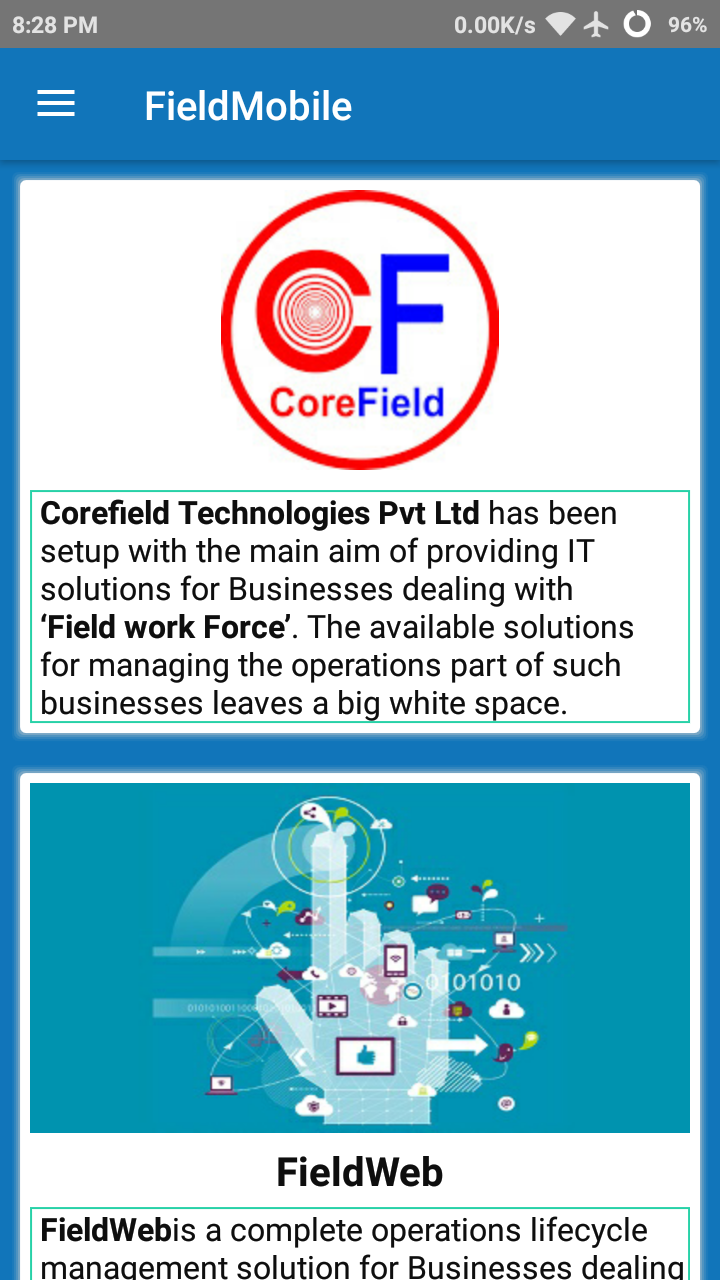 8:28 PM 0.00K/s 96%
FieldMobile
CF
CoreField
Corefield Technologies Pvt Ltd has been
setup with the main aim of providing IT
solutions for Businesses dealing with
‘Field work Force’. The available solutions
for managing the operations part of such
businesses leaves a big white space.
0101010
FieldWeb
FieldWebis a complete operations lifecycle
management solution for Businesses dealing